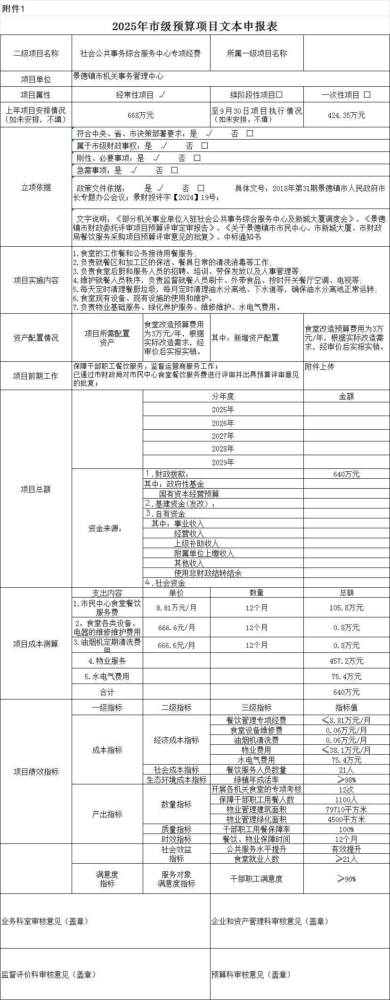 附件1
2025年市级预算项目文本申报表
二级项目名称 社会公共事务综合服务中心专项经费 所属一级项目名称
项目单位 景德镇市机关事务管理中心
项目属性 经常性项目 √ 续阶段性项目□ 一次性项目 □
上年项目安排情况
（如未安排，不填）
668万元
至9月30日项目执行情况
（如未安排，不填）
424.35万元
立项依据
符合中央、省、市决策部署要求：是 √ 否 □
属于市级财政事权：是 √ 否 □
刚性、必要事项：是 √ 否 □
急需事项：是 √ 否 □
政策文件依据： 是 √ 否 □ 具体文号：2018年第31期景德镇市人民政府市
长专题办公会议；景财投评字【2024】19号；
文字说明：《部分机关事业单位入驻社会公共事务综合服务中心及新城大厦调度会》、《景德
镇市财政委托评审项目预算评审定审报告》、《关于景德镇市市民中心、市新城大厦、市财政
局餐饮服务采购项目预算评审意见的批复》、中标通知书
项目实施内容
1.食堂的工作餐和公务接待用餐服务;
2.负责就餐区和加工区的保洁、餐具日常的清洗消毒等工作;
3.负责食堂后厨和服务人员的招聘、培训、劳保发放以及人事管理等;
4.维护就餐人员秩序，负责监督就餐人员刷卡、外带食品、按时开关餐厅空调、电视等;
5.每天定时清理餐厨垃圾，每月定时清理油水分离池、下水道等，确保油水分离池正常运转;
6.食堂现有设备、现有设施的使用和维护。
7.负责物业基础服务、绿化养护服务、维修维护、水电气费用。
资产配置情况
项目所需配置
资产
食堂改造预算费用
为3万元/年，根据
实际改造需求，经
审价后实报实销。
其中：新增资产配置
食堂改造预算费用为3万
元/年，根据实际改造需
求，经审价后实报实销。
项目前期工作
保障干部职工餐饮服务，监督运营商服务工作；
已通过市财政局对市民中心食堂餐饮服务费进行评审并出具预算评审意见
的批复；
附件上传
项目总额
分年度 金额
2025年
2026年
2027年
2028年
2029年
资金来源：
１.财政拨款： 640万元
其中：政府性基金
国有资本经营预算
２.基建资金(发改）：
３.自有资金
其中：事业收入
经营收入
上级补助收入
附属单位上缴收入
其他收入
使用非财政结转结余
４.社会资金
项目成本测算
支出内容 单价 数量 总额
1.市民中心食堂餐饮
服务费
8.81万元/月 12个月 105.8万元
2。食堂各类设备、
电器的维修维护费用
666.6元/月 12个月 0.8万元
3.油烟机定期清洗费
用
666.6元/月 12个月 0.8万元
4.物业服务 457.2万元
5.水电气费用 75.4万元
合计 640万元
项目绩效指标
一级指标 二级指标 三级指标 指标值
成本指标
经济成本指标
餐饮管理专项经费 ≤8.81万元/月
食堂设备维修费 0.06万元/月
油烟机清洗费 0.06万元/月
物业费用 ≤38.1万元/月
水电气费用 75.4万元
社会成本指标 餐饮服务人员数量 21人
生态环境成本指标 绿植年成活率 ≥98%
产出指标
数量指标
开展各机关食堂的专项考核 12次
保障干部职工用餐人数 1100人
物业管理建筑面积 79710平方米
物业管理绿化面积 4500平方米
质量指标 干部职工用餐保障率 100%
时效指标 餐饮、物业保障时间 12个月
社会效益
指标
公共服务水平提升 有效提升
食堂就业人数 ≥21人
满意度
指标
服务对象
满意度指标
干部职工满意度 ≥90%
业务科室审核意见（盖章） 企业和资产管理科审核意见（盖章）
监督评价科审核意见（盖章） 预算科审核意见（盖章）